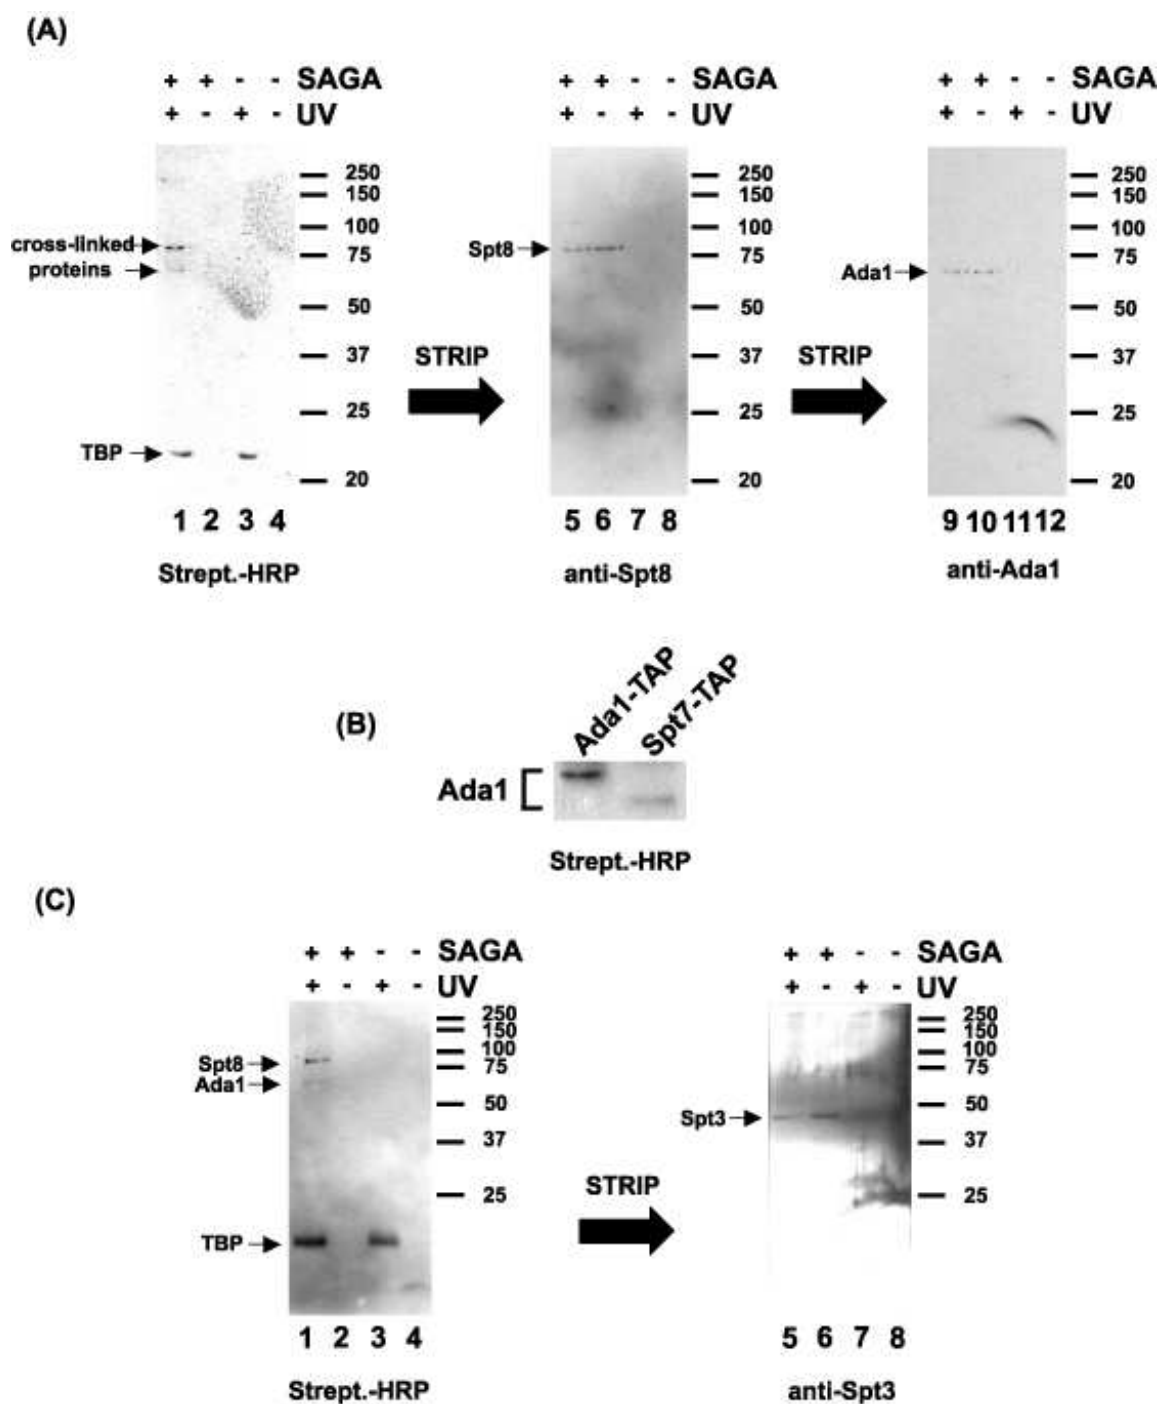 (A)
+ + - - SAGA
+ - + - UV
250
150
100
75
50
37
25
20
cross-linked
proteins
TBP
1 2 3 4
Strept.-HRP
STRIP
+ + - - SAGA
+ - + - UV
Spt8
250
150
100
75
50
37
25
20
5 6 7 8
anti-Spt8
STRIP
+ + - - SAGA
+ - + - UV
Ada1
250
150
100
75
50
37
25
20
9 10 11 12
anti-Ada1
(B)
Ada1-TAP
Spt7-TAP
Ada1
Strept.-HRP
(C)
+ + - - SAGA
+ - + - UV
Spt8
Ada1
TBP
250
150
100
75
50
37
25
1 2 3 4
Strept.-HRP
STRIP
+ + - - SAGA
+ - + - UV
Spt3
250
150
100
75
50
37
25
5 6 7 8
anti-Spt3